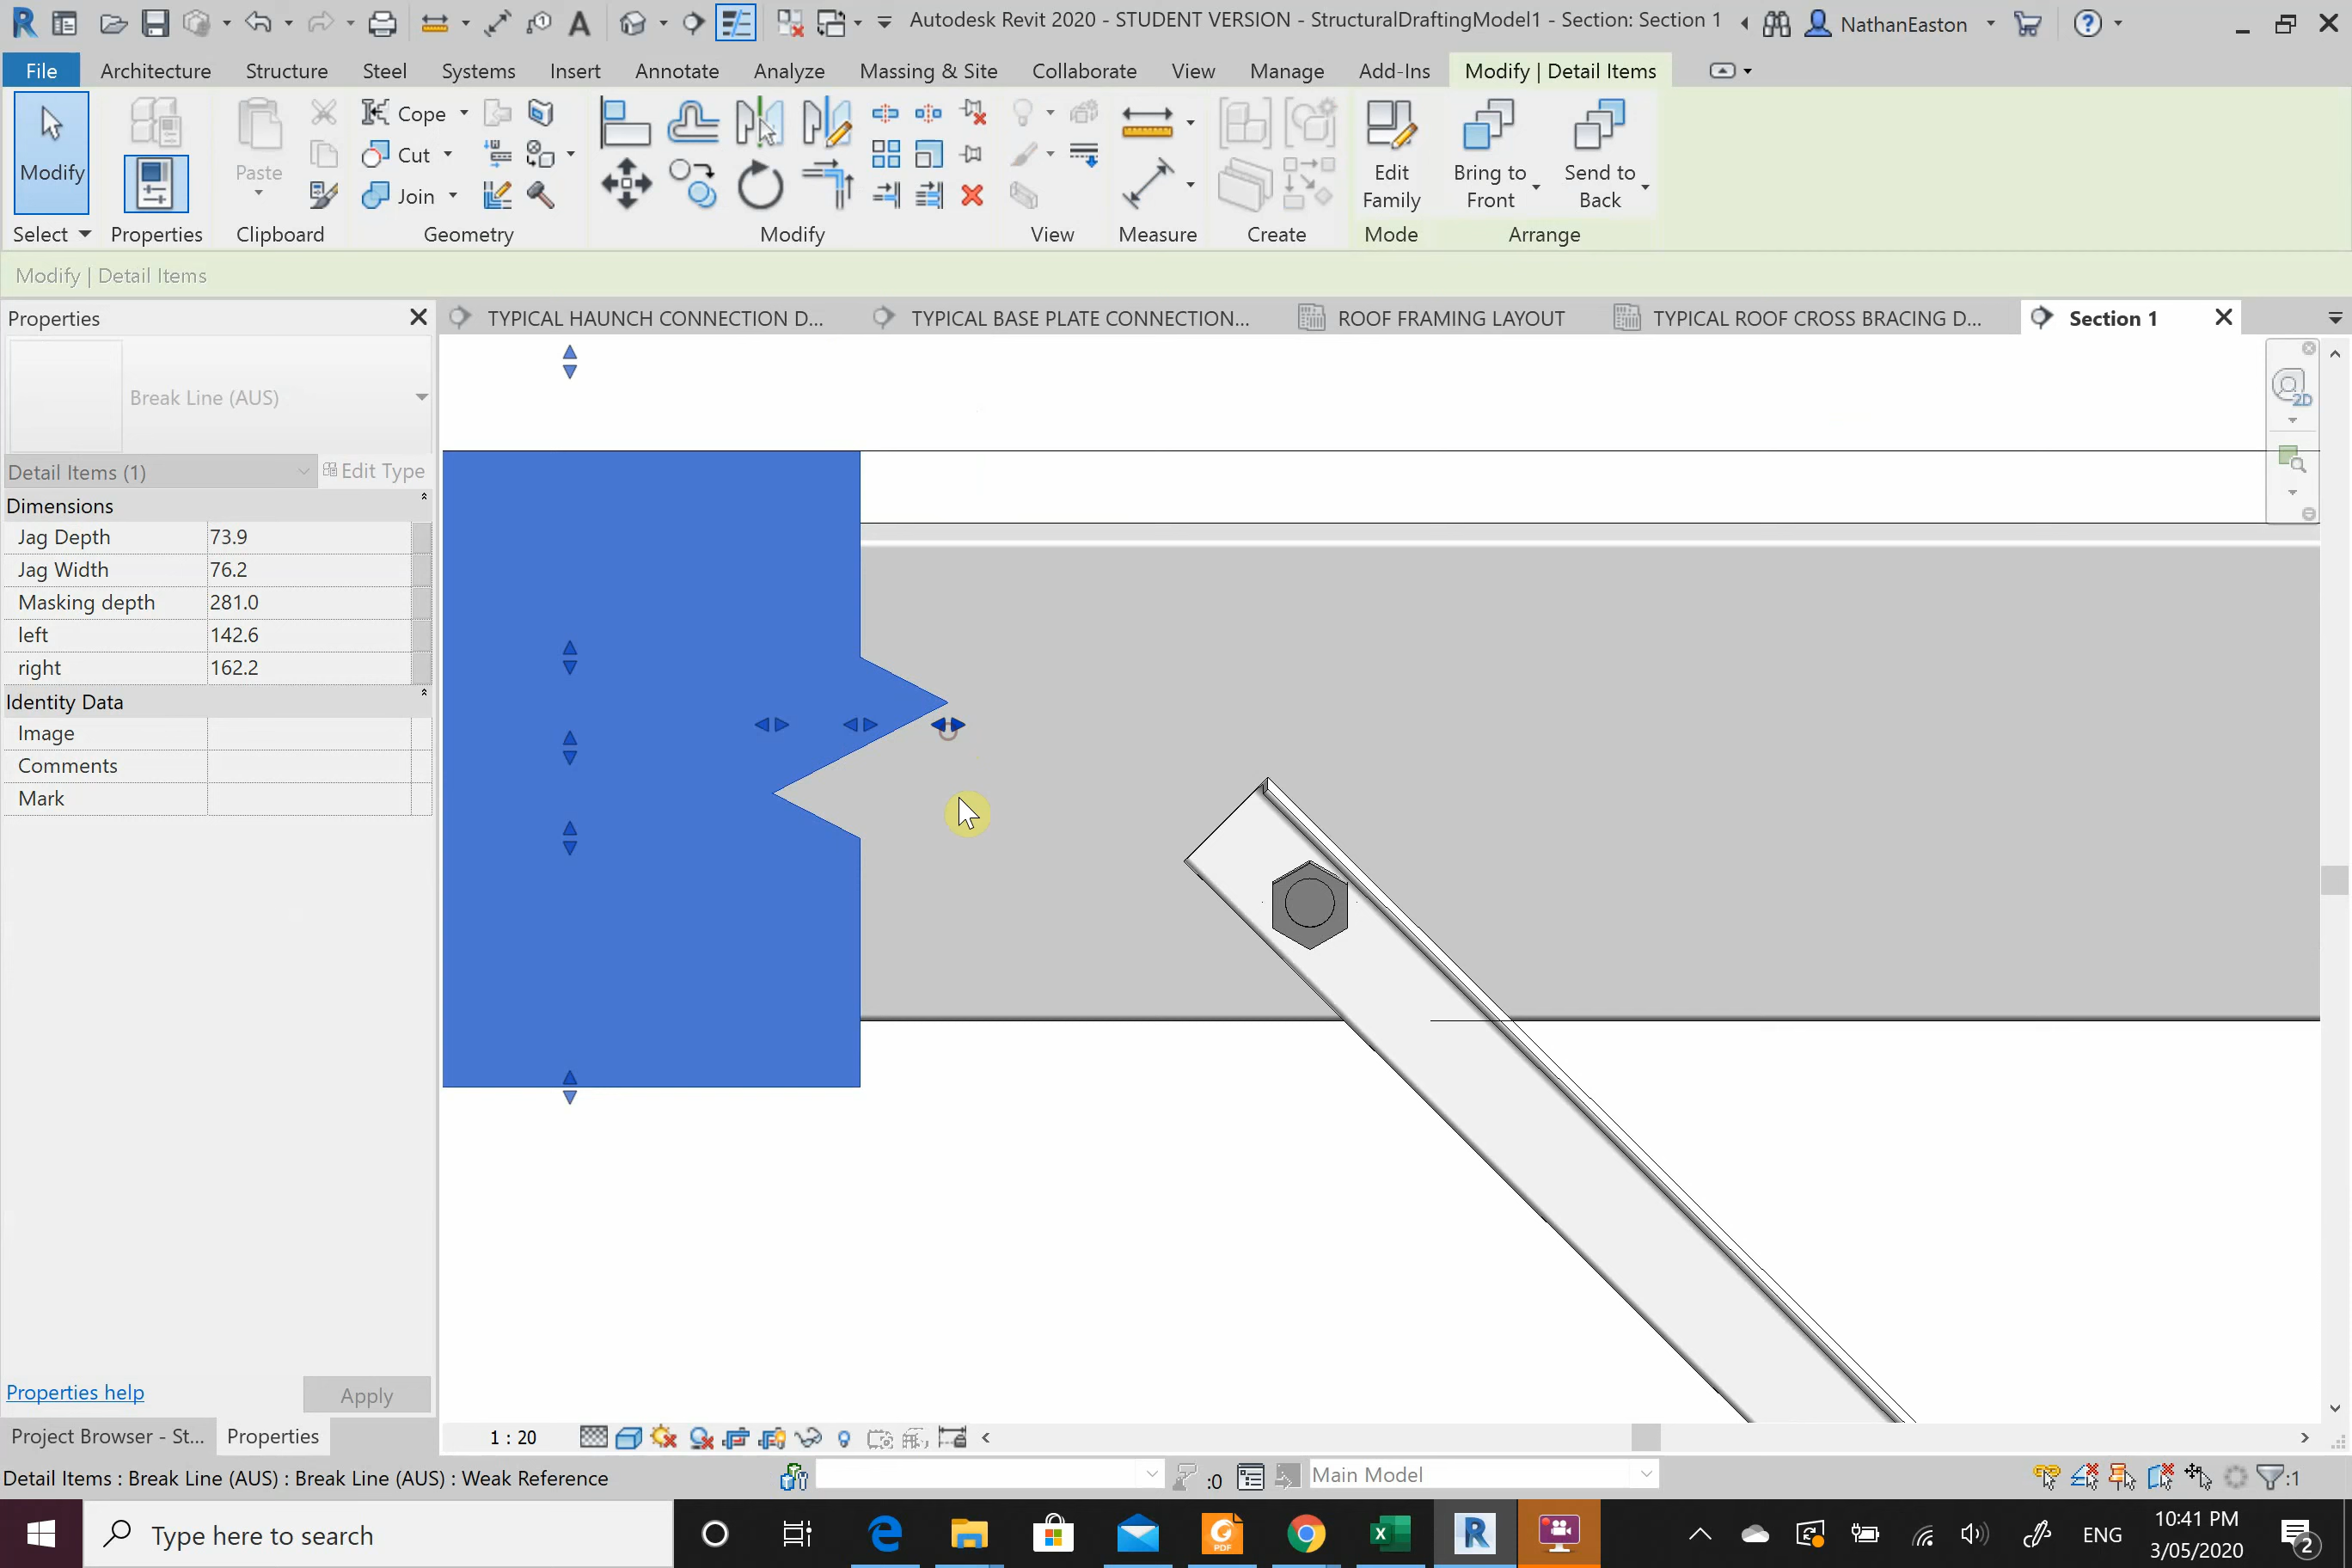 Autodesk Revit 2020 - STUDENT VERSION - StructuralDraftingModel1 - Section: Section 1
NathanEaston
File Architecture Structure Steel Systems Insert Annotate Analyze Massing & Site Collaborate View Manage Add-Ins Modify | Detail Items
Modify
Paste
Cope
Cut
Join
Edit Family
Bring to Front
Send to Back
Select Properties Clipboard Geometry Modify View Measure Create Mode Arrange
Modify | Detail Items
Properties
TYPICAL HAUNCH CONNECTION D... TYPICAL BASE PLATE CONNECTION... ROOF FRAMING LAYOUT TYPICAL ROOF CROSS BRACING D... Section 1
2D
Break Line (AUS)
Detail Items (1) Edit Type
Dimensions
Jag Depth 73.9
Jag Width 76.2
Masking depth 281.0
left 142.6
right 162.2
Identity Data
Image
Comments
Mark
Properties help Apply
Project Browser - St... Properties
1 : 20
Detail Items : Break Line (AUS) : Break Line (AUS) : Weak Reference
:0
Main Model
:1
Type here to search
PDF
ENG
10:41 PM
3/05/2020
2